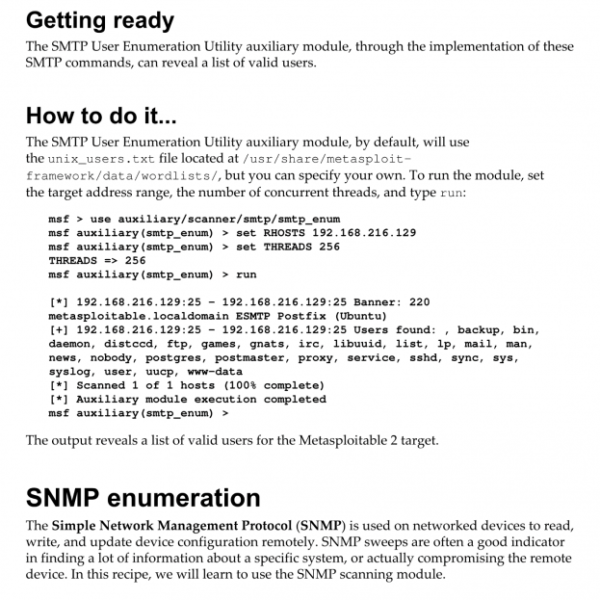 Getting ready
The SMTP User Enumeration Utility auxiliary module, through the implementation of these
SMTP commands, can reveal a list of valid users.
How to do it...
The SMTP User Enumeration Utility auxiliary module, by default, will use
the unix_users.txt file located at /usr/share/metasploit-
framework/data/wordlists/, but you can specify your own. To run the module, set
the target address range, the number of concurrent threads, and type run:
msf > use auxiliary/scanner/smtp/smtp_enum
msf auxiliary(smtp_enum) > set RHOSTS 192.168.216.129
msf auxiliary(smtp_enum) > set THREADS 256
THREADS => 256
msf auxiliary(smtp_enum) > run
[*] 192.168.216.129:25 - 192.168.216.129:25 Banner: 220
metasploitable.localdomain ESMTP Postfix (Ubuntu)
[+] 192.168.216.129:25 - 192.168.216.129:25 Users found: , backup, bin,
daemon, distccd, ftp, games, gnats, irc, libuuid, list, lp, mail, man,
news, nobody, postgres, postmaster, proxy, service, sshd, sync, sys,
syslog, user, uucp, www-data
[*] Scanned 1 of 1 hosts (100% complete)
[*] Auxiliary module execution completed
msf auxiliary(smtp_enum) >
The output reveals a list of valid users for the Metasploitable 2 target.
SNMP enumeration
The Simple Network Management Protocol (SNMP) is used on networked devices to read,
write, and update device configuration remotely. SNMP sweeps are often a good indicator
in finding a lot of information about a specific system, or actually compromising the remote
device. In this recipe, we will learn to use the SNMP scanning module.